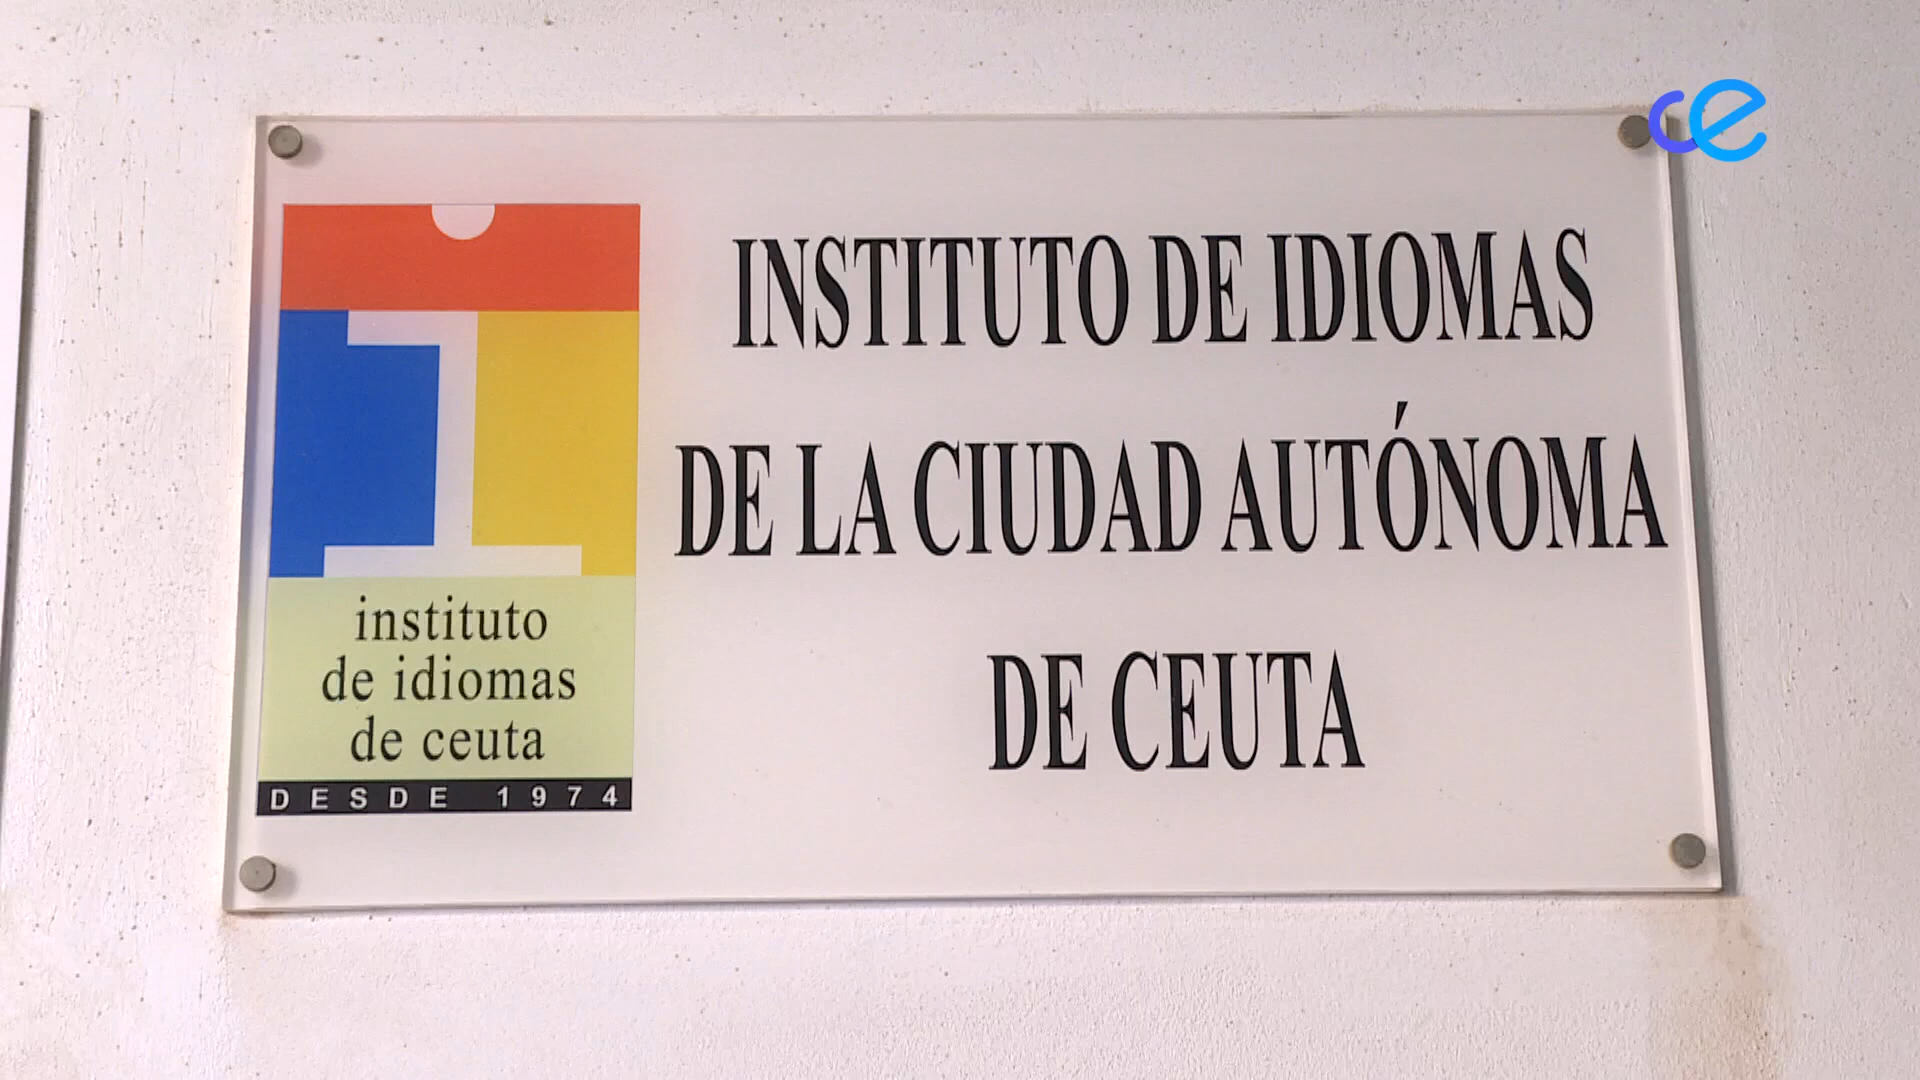 INSTITUTO DE IDIOMAS
DE LA CIUDAD AUTÓNOMA
DE CEUTA
instituto
de idiomas
de ceuta
DESDE 1974
ce